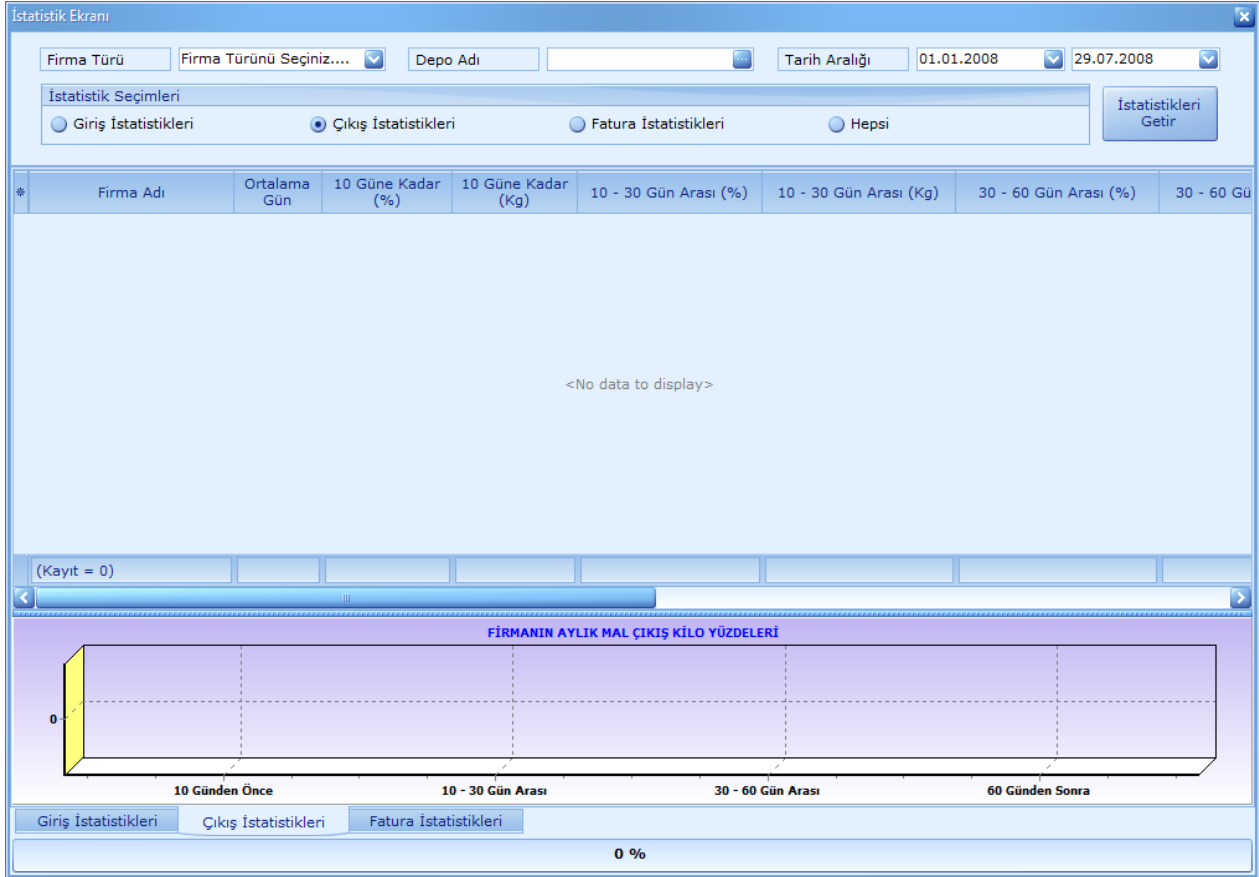 İstatistik Ekranı
Firma Türü Firma Türünü Seçiniz.... Depo Adı Tarih Aralığı 01.01.2008 29.07.2008
İstatistik Seçimleri
Giriş İstatistikleri Çıkış İstatistikleri Fatura İstatistikleri Hepsi
İstatistikleri
Getir
Firma Adı
Ortalama
Gün
10 Güne Kadar
(%)
10 Güne Kadar
(Kg)
10 - 30 Gün Arası (%)
10 - 30 Gün Arası (Kg)
30 - 60 Gün Arası (%)
30 - 60 Gü
<No data to display>
(Kayıt = 0)
FİRMANIN AYLIK MAL ÇIKIŞ KİLO YÜZDELERİ
0
10 Günden Önce 10 - 30 Gün Arası 30 - 60 Gün Arası 60 Günden Sonra
Giriş İstatistikleri Çıkış İstatistikleri Fatura İstatistikleri
0 %